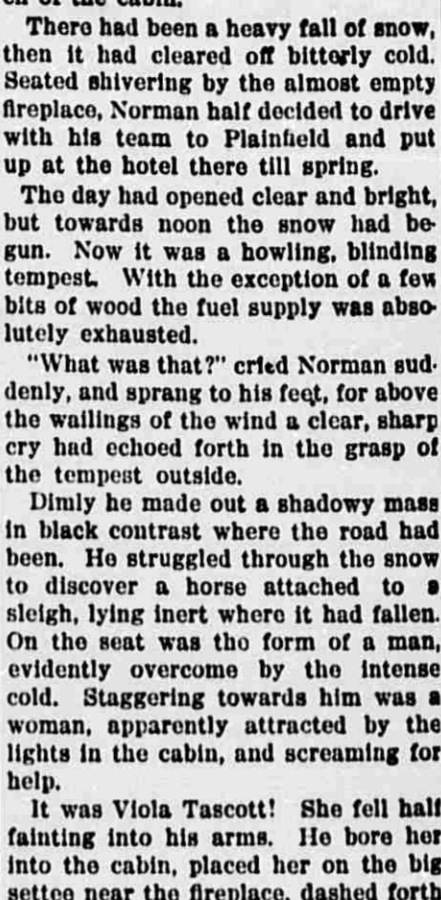 en of the cabin.
There had been a heavy fall of snow,
then it had cleared off bitterly cold.
Seated shivering by the almost empty
fireplace, Norman half decided to drive
with his team to Plainfield and put
up at the hotel there till spring.
The day had opened clear and bright,
but towards noon the snow had be-
gun. Now it was a howling, blinding
tempest. With the exception of a few
bits of wood the fuel supply was abso-
lutely exhausted.
"What was that?" cried Norman sud-
denly, and sprang to his feet, for above
the wailings of the wind a clear, sharp
cry had echoed forth in the grasp of
the tempest outside.
Dimly he made out a shadowy mass
in black contrast where the road had
been. He struggled through the snow
to discover a horse attached to a
sleigh, lying inert where it had fallen.
On the seat was the form of a man,
evidently overcome by the intense
cold. Staggering towards him was a
woman, apparently attracted by the
lights in the cabin, and screaming for
help.
It was Viola Tascott! She fell half
fainting into his arms. He bore her
into the cabin, placed her on the big
settee near the fireplace, dashed forth